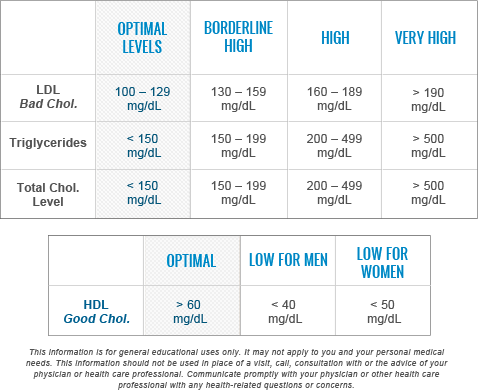 OPTIMAL LEVELS
BORDERLINE HIGH
HIGH
VERY HIGH
LDL
Bad Chol.
100 – 129 mg/dL
130 – 159 mg/dL
160 – 189 mg/dL
> 190 mg/dL
Triglycerides
< 150 mg/dL
150 – 199 mg/dL
200 – 499 mg/dL
> 500 mg/dL
Total Chol. Level
< 150 mg/dL
150 – 199 mg/dL
200 – 499 mg/dL
> 500 mg/dL
OPTIMAL
LOW FOR MEN
LOW FOR WOMEN
HDL
Good Chol.
> 60 mg/dL
< 40 mg/dL
< 50 mg/dL
This information is for general educational uses only. It may not apply to you and your personal medical
needs. This information should not be used in place of a visit, call, consultation with or the advice of your
physician or health care professional. Communicate promptly with your physician or other health care
professional with any health-related questions or concerns.